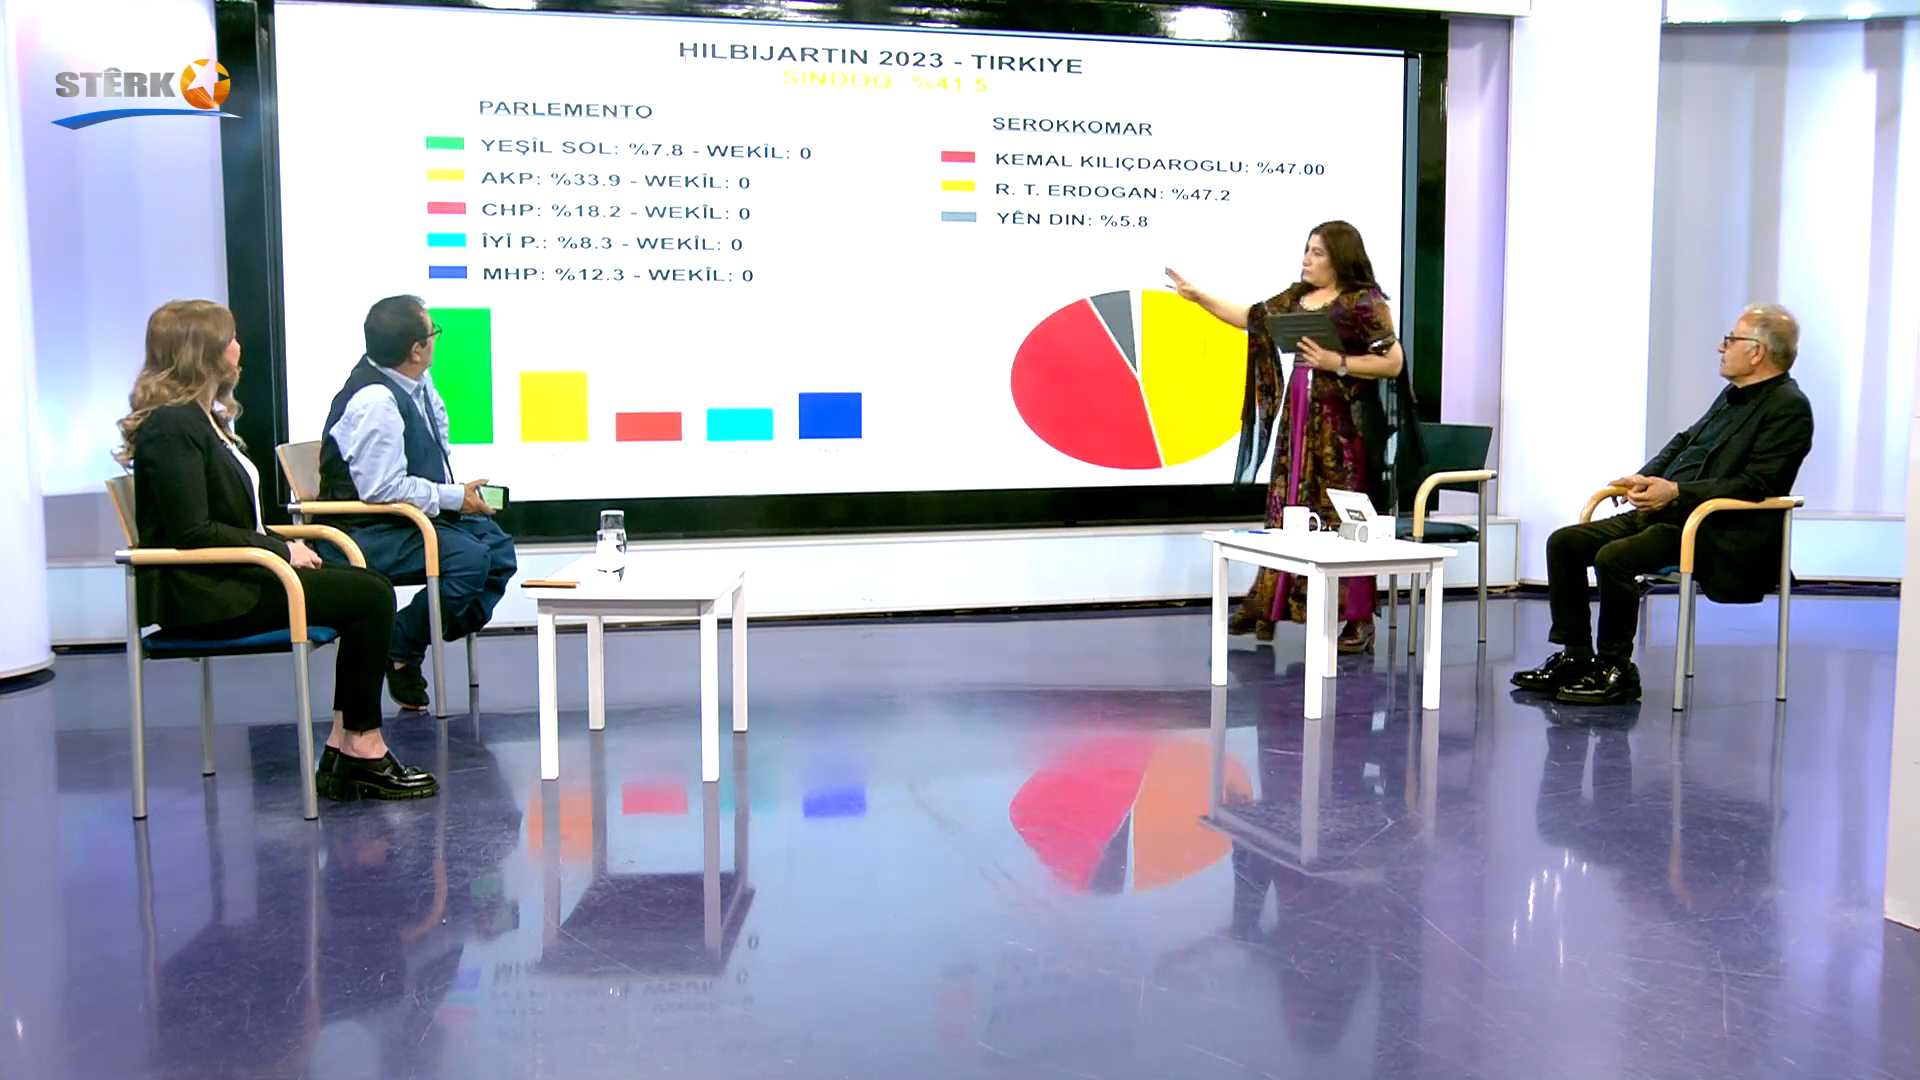 STÊRK
HILBIJARTIN 2023 - TIRKIYE
SINDOQ %41.5
PARLEMENTO
YEŞÎL SOL: %7.8 - WEKÎL: 0
AKP: %33.9 - WEKÎL: 0
CHP: %18.2 - WEKÎL: 0
ÎYÎ P.: %8.3 - WEKÎL: 0
MHP: %12.3 - WEKÎL: 0
SEROKKOMAR
KEMAL KILIÇDAROGLU: %47.00
R. T. ERDOGAN: %47.2
YÊN DIN: %5.8